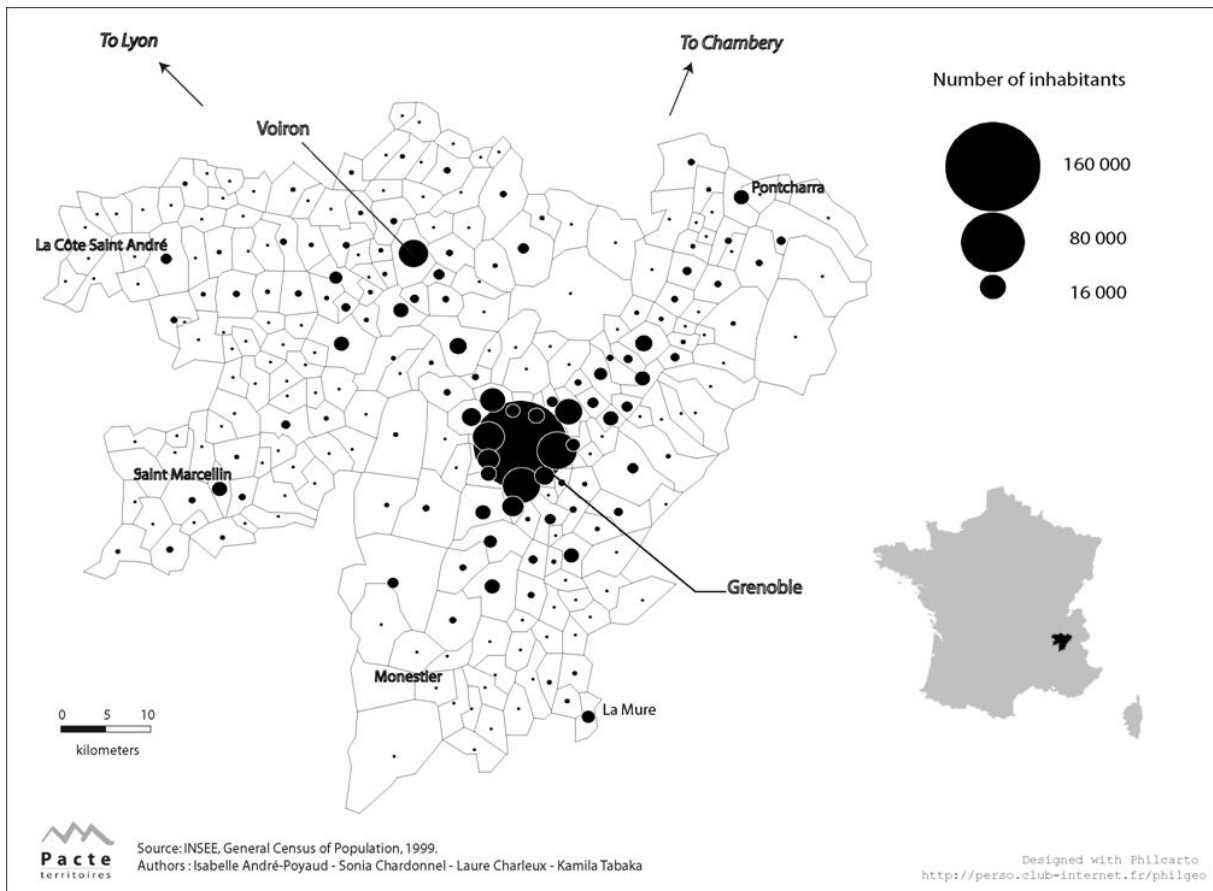 To Lyon
To Chambery
Number of inhabitants
Voiron
160 000
Pontcharra
La Côte Saint André
80 000
16 000
Saint Marcellin
Grenoble
Monestier
La Mure
0 5 10
kilometers
Pacte
territoires
Source: INSEE, General Census of Population, 1999.
Authors : Isabelle André-Poyaud - Sonia Chardonnel - Laure Charleux - Kamila Tabaka
Designed with Philcarto
http://perso.club-internet.fr/philgeo